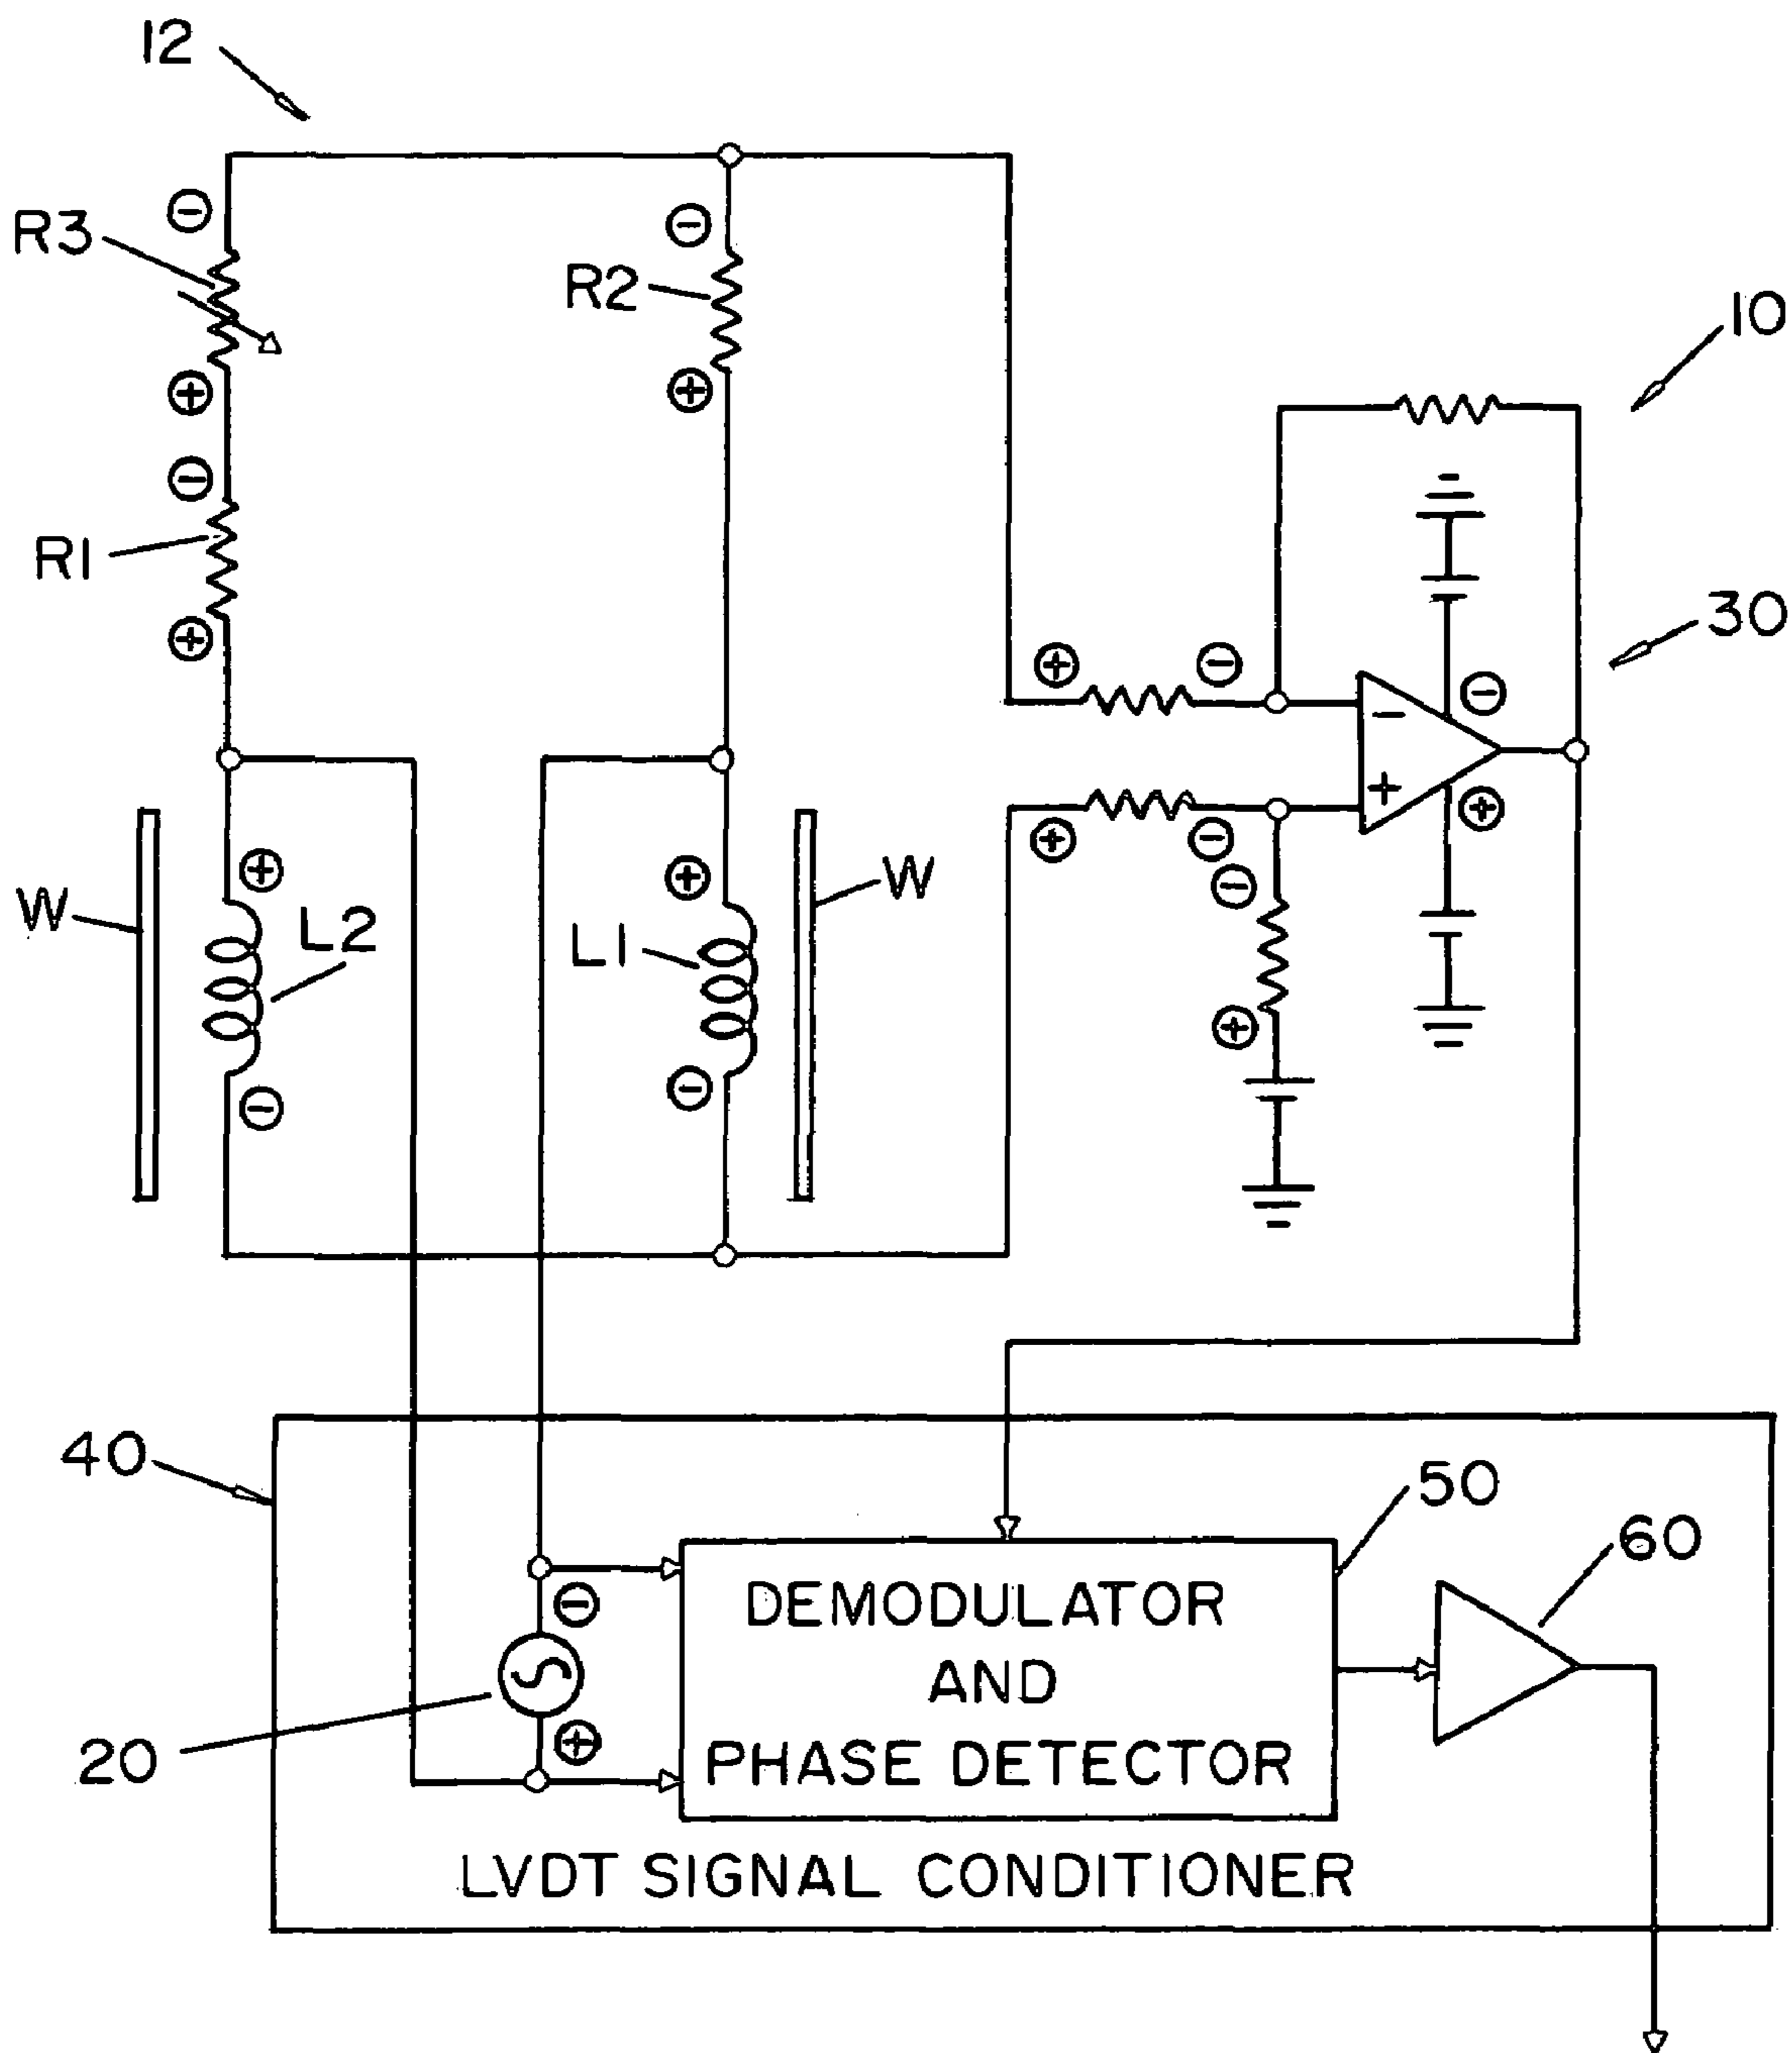 12
R3
R2
10
R1
30
W
L2
L1
W
40
50
60
DEMODULATOR
AND
PHASE DETECTOR
20
LVDT SIGNAL CONDITIONER